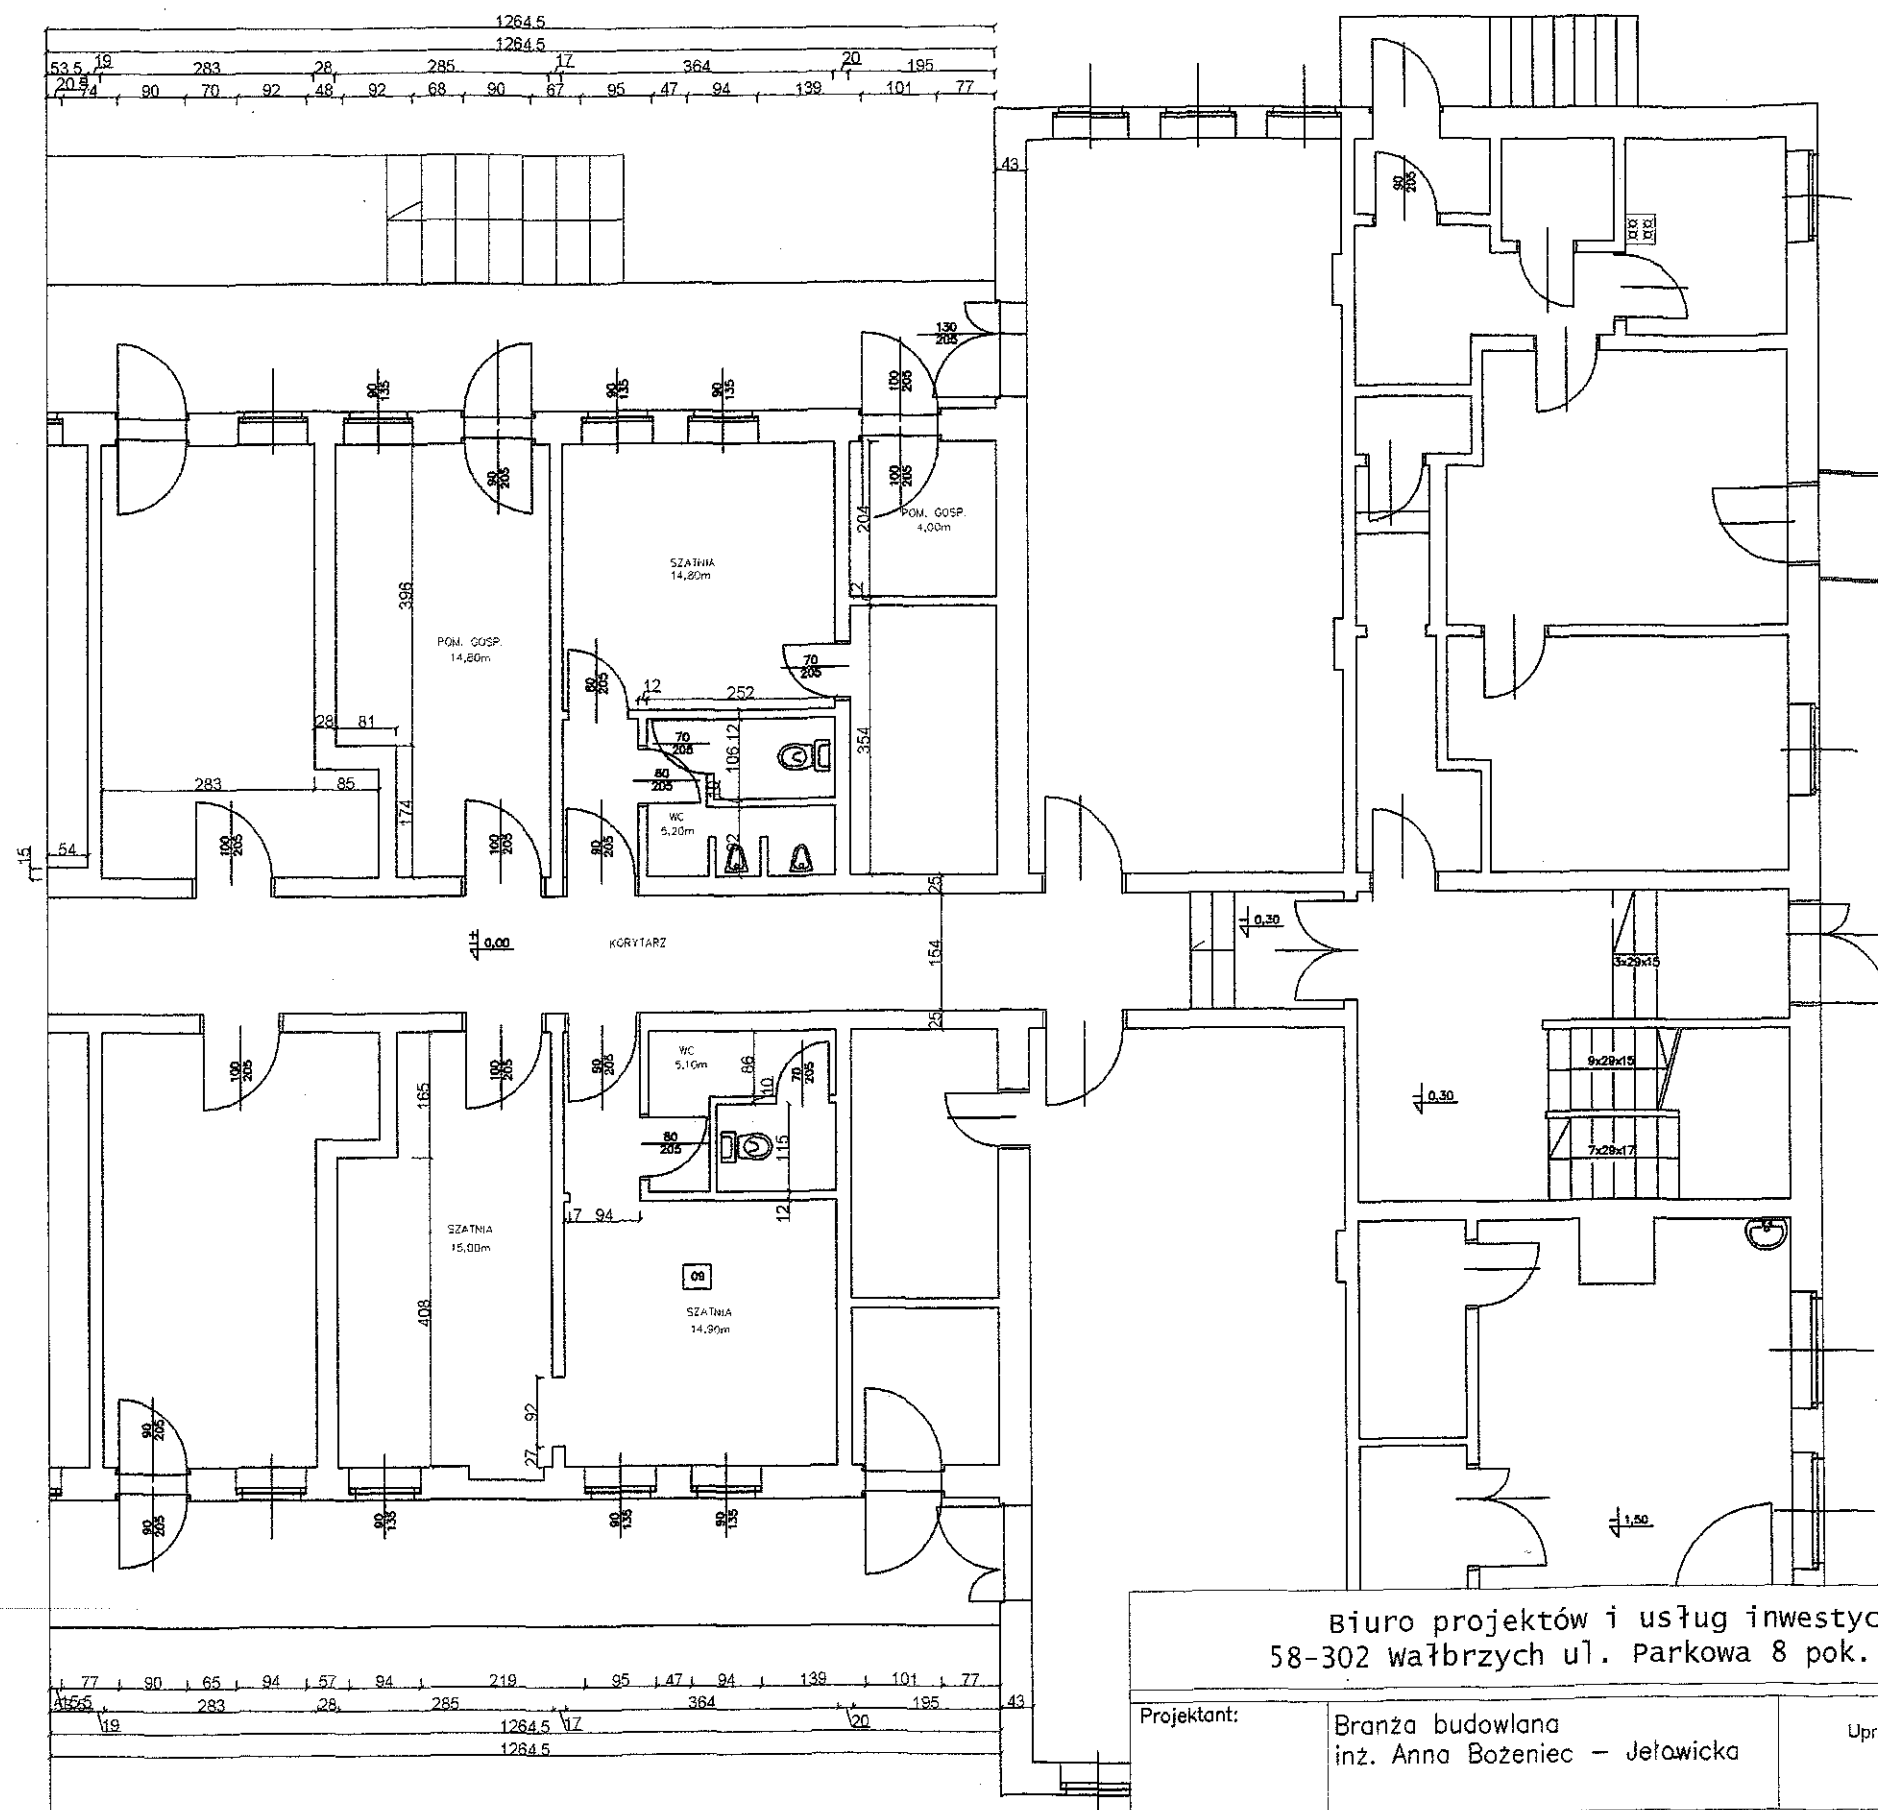 1264.5
1264.5
53.5 19 283 28 285 17 364 20 195
20.5 74 90 70 92 48 92 68 90 67 95 47 94 139 101 77
43
90
205
130
205
90
135
90
135
90
135
100
205
90
205
100
205
204
POM. GOSP.
4,00m
SZATNIA
14,80m
12
396
POM. GOSP.
14,80m
80
205
70
205
12 252
28 81
70
205
12
106
354
80
205
10
283 85
174
WC
5,20m
92
15
54
11
100
205
100
205
90
205
25
0,00
KORYTARZ
154
0,30
3x29x15
25
100
205
100
205
90
205
WC
5,10m
86
70
205
10
165
9x29x15
0,30
80
205
115
7x29x17
12
17 94
SZATNIA
15,00m
09
SZATNIA
14,90m
408
92
27
90
205
90
205
90
135
90
135
90
135
1,50
Biuro projektów i usług inwestyc
58-302 Wałbrzych ul. Parkowa 8 pok.
77 90 65 94 57 94 219 95 47 94 139 101 77
283 28 285 364 195 43
19 1264.5 17 20
1264.5
Projektant:
Branża budowlana
inż. Anna Bożeniec – Jełowicka
Upr